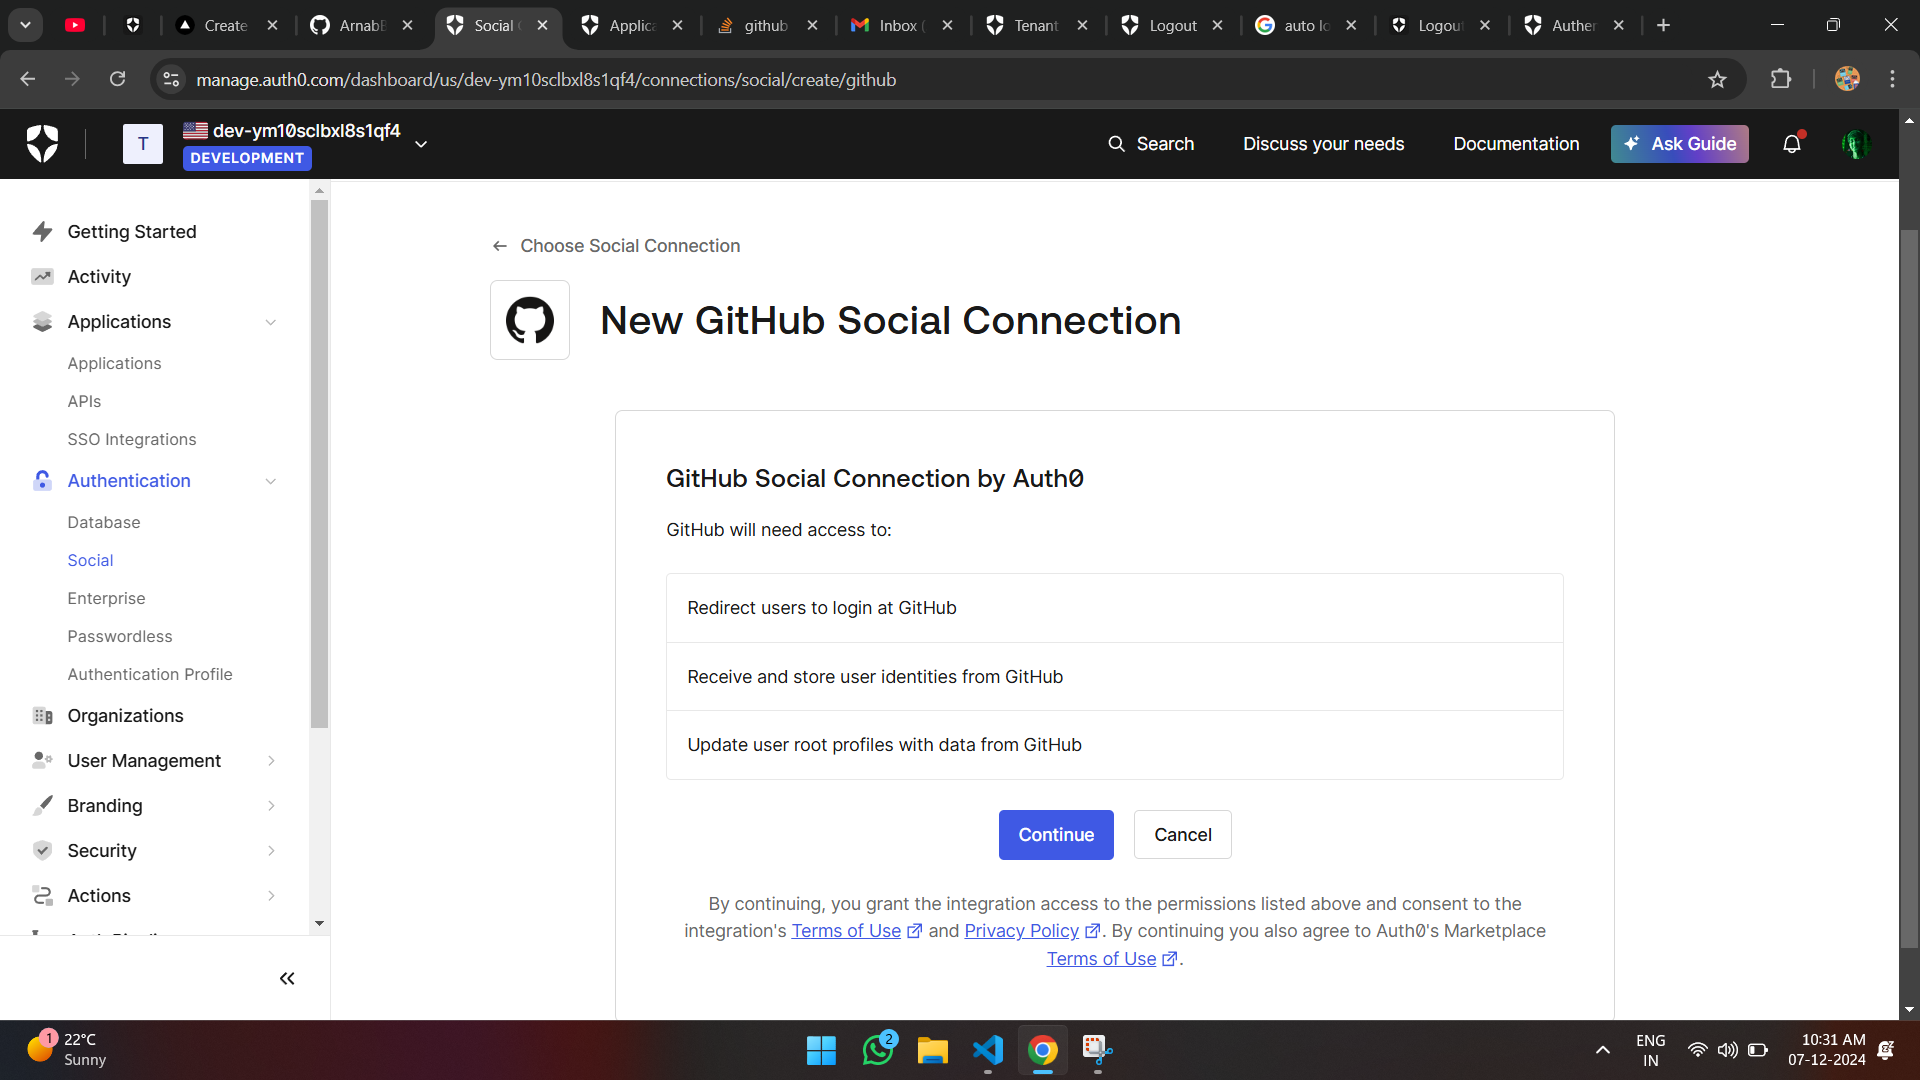 Create
ArnabB
Social
Applica
github
Inbox (
Tenant
Logout
auto lo
Logout
Auther
manage.auth0.com/dashboard/us/dev-ym10sclbxl8s1qf4/connections/social/create/github
T
dev-ym10sclbxl8s1qf4
DEVELOPMENT
Search
Discuss your needs
Documentation
Ask Guide
Getting Started
Activity
Applications
Applications
APIs
SSO Integrations
Authentication
Database
Social
Enterprise
Passwordless
Authentication Profile
Organizations
User Management
Branding
Security
Actions
Choose Social Connection
New GitHub Social Connection
GitHub Social Connection by Auth0
GitHub will need access to:
Redirect users to login at GitHub
Receive and store user identities from GitHub
Update user root profiles with data from GitHub
Continue
Cancel
By continuing, you grant the integration access to the permissions listed above and consent to the
integration's Terms of Use and Privacy Policy . By continuing you also agree to Auth0's Marketplace
Terms of Use .
1
22°C
Sunny
2
ENG
IN
10:31 AM
07-12-2024